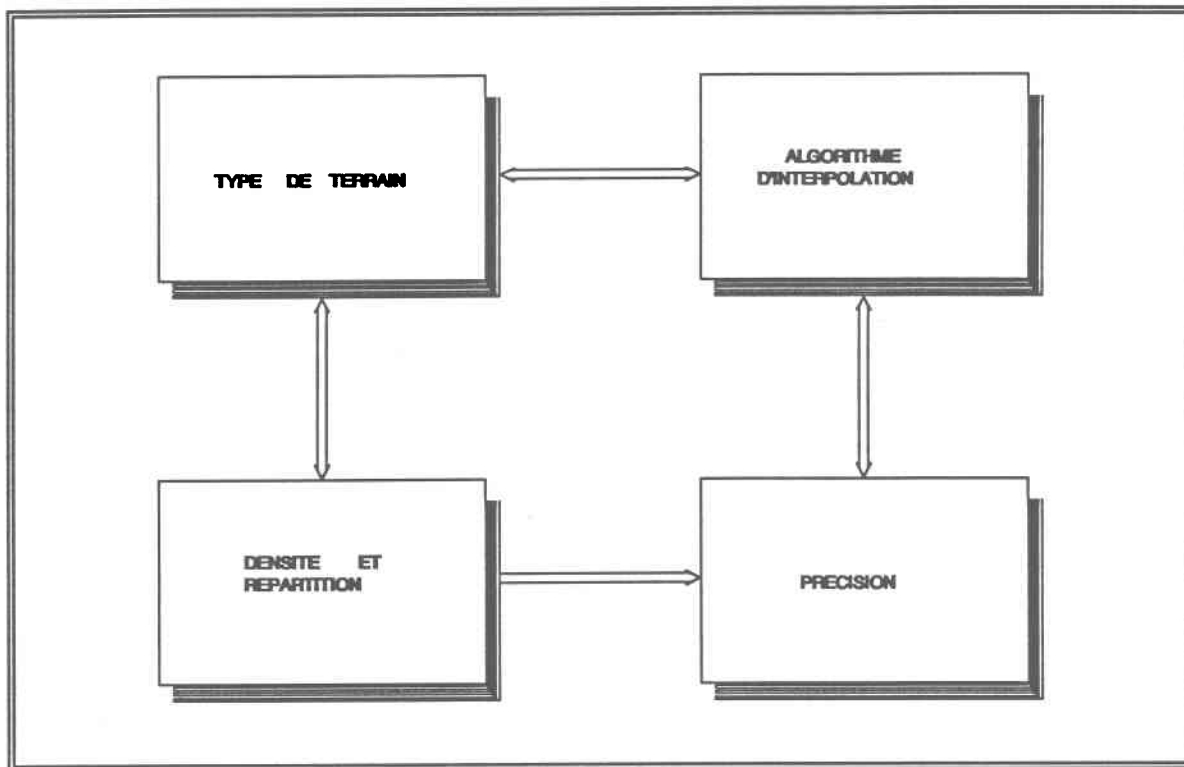 TYPE DE TERRAIN
ALGORITHME
D'INTERPOLATION
DENSITE ET
REPARTITION
PRECISION